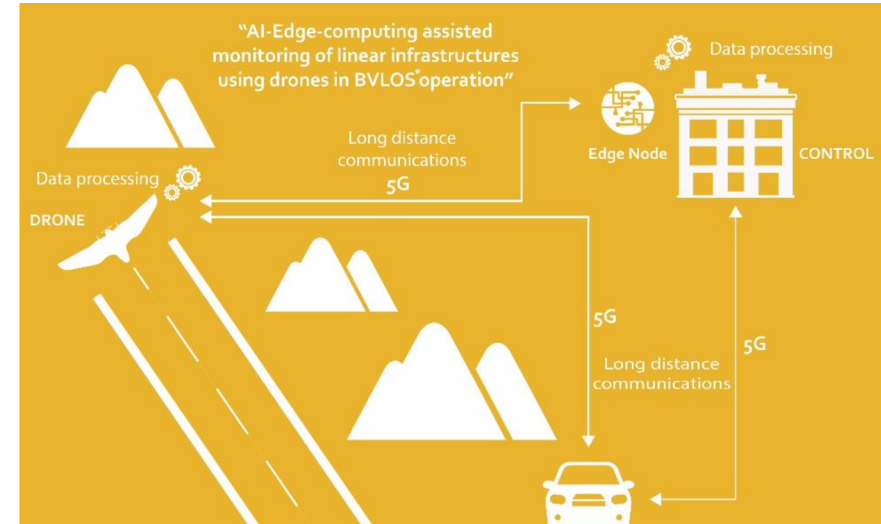 “AI-Edge-computing assisted
monitoring of linear infrastructures
using drones in BVLOS*operation”
Data processing
Edge Node
CONTROL
Long distance
communications
5G
Data processing
DRONE
5G
Long distance
communications
5G